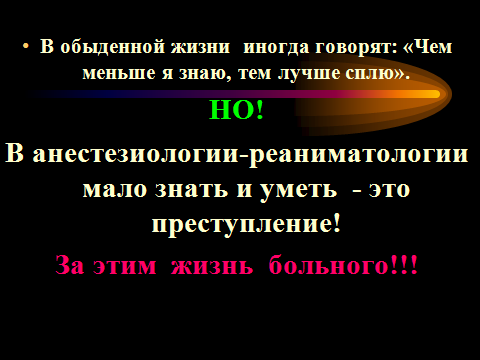 • В обыденной жизни иногда говорят: «Чем
меньше я знаю, тем лучше сплю».
НО!
В анестезиологии-реаниматологии
мало знать и уметь - это
преступление!
За этим жизнь больного!!!